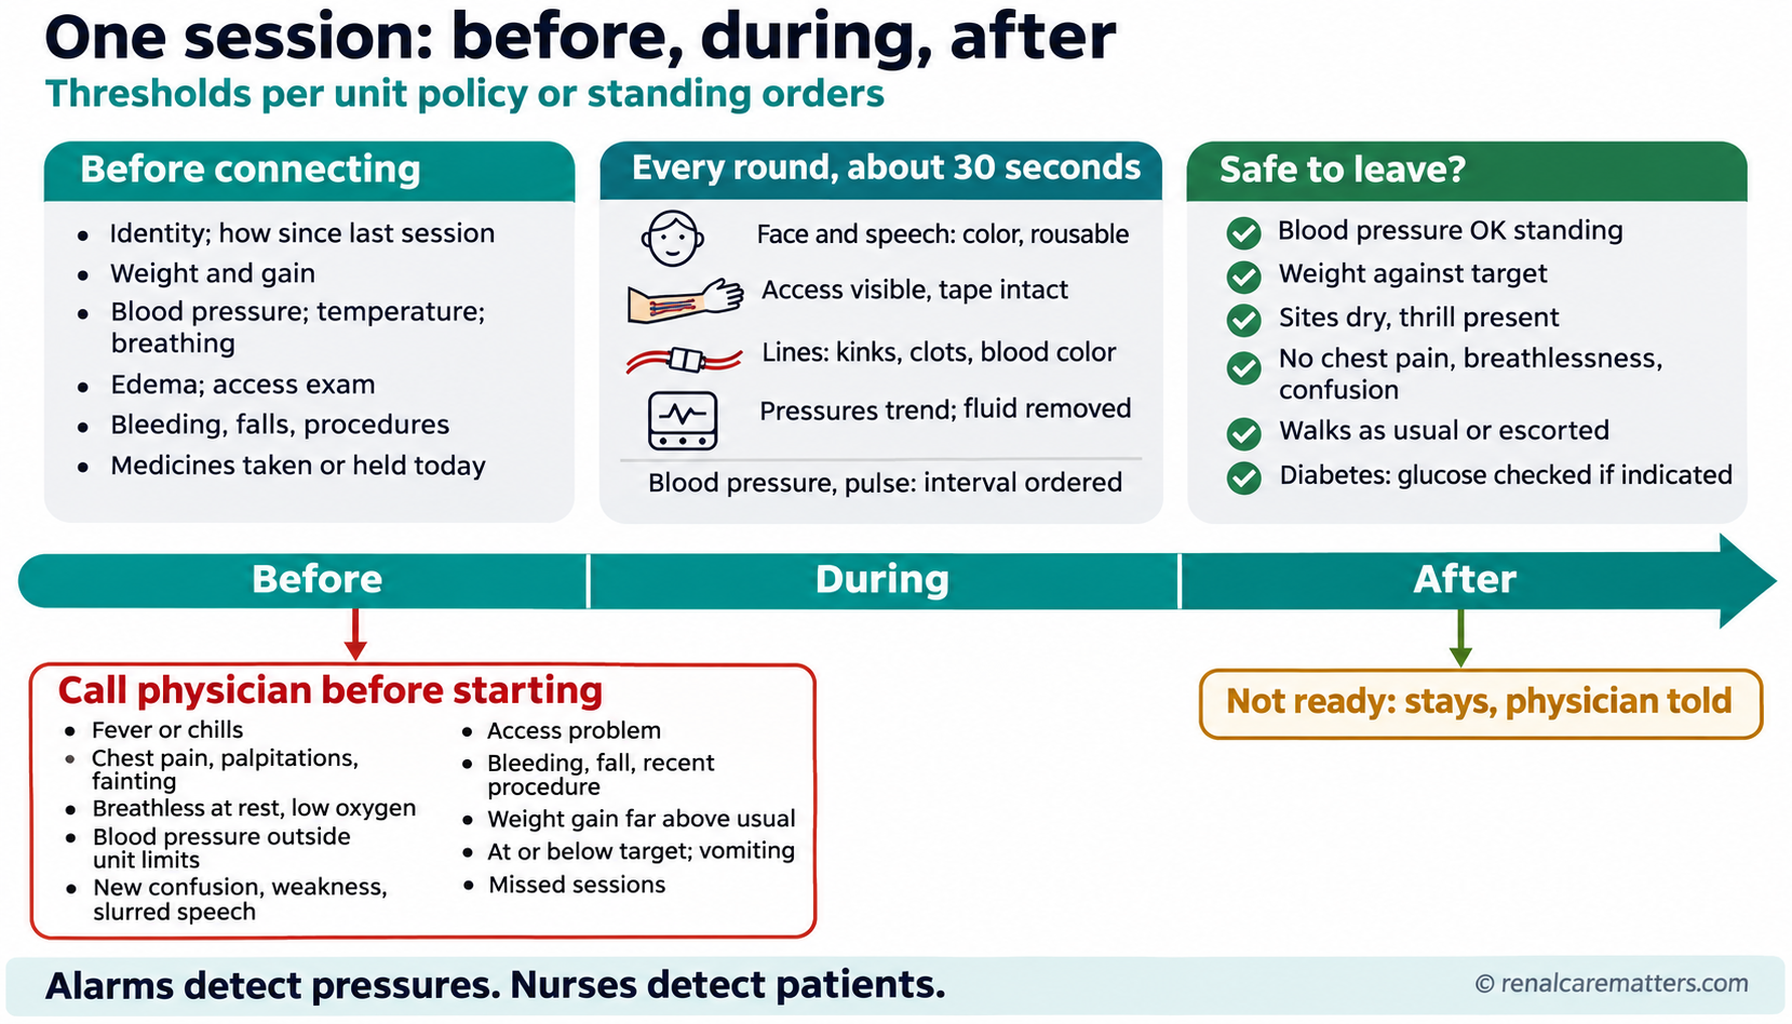 One session: before, during, after
Thresholds per unit policy or standing orders
Before connecting
• Identity; how since last session
• Weight and gain
• Blood pressure; temperature;
breathing
• Edema; access exam
• Bleeding, falls, procedures
• Medicines taken or held today
Every round, about 30 seconds
Face and speech: color, rousable
Access visible, tape intact
Lines: kinks, clots, blood color
Pressures trend; fluid removed
Blood pressure, pulse: interval ordered
Safe to leave?
Blood pressure OK standing
Weight against target
Sites dry, thrill present
No chest pain, breathlessness,
confusion
Walks as usual or escorted
Diabetes: glucose checked if indicated
Before
During
After
Call physician before starting
• Fever or chills
• Chest pain, palpitations,
fainting
• Breathless at rest, low oxygen
• Blood pressure outside
unit limits
• New confusion, weakness,
slurred speech
• Access problem
• Bleeding, fall, recent
procedure
• Weight gain far above usual
• At or below target; vomiting
• Missed sessions
Not ready: stays, physician told
Alarms detect pressures. Nurses detect patients.
© renalcarematters.com